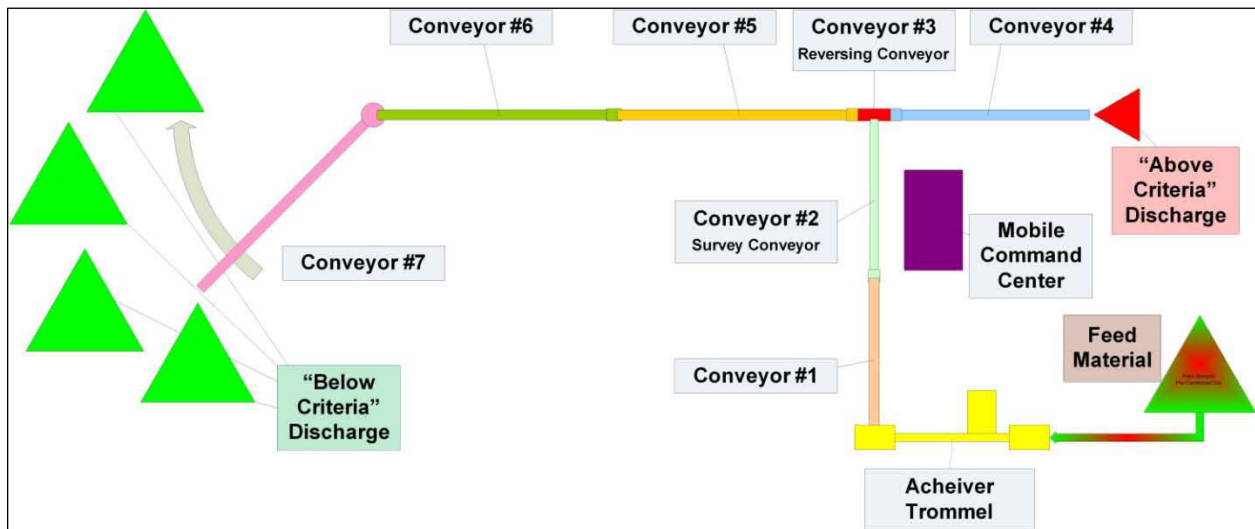 Conveyor #6
Conveyor #5
Conveyor #3
Reversing Conveyor
Conveyor #4
“Above
Criteria”
Discharge
Conveyor #2
Survey Conveyor
Mobile
Command
Center
Conveyor #7
Feed
Material
Conveyor #1
“Below
Criteria”
Discharge
Acheiver
Trommel